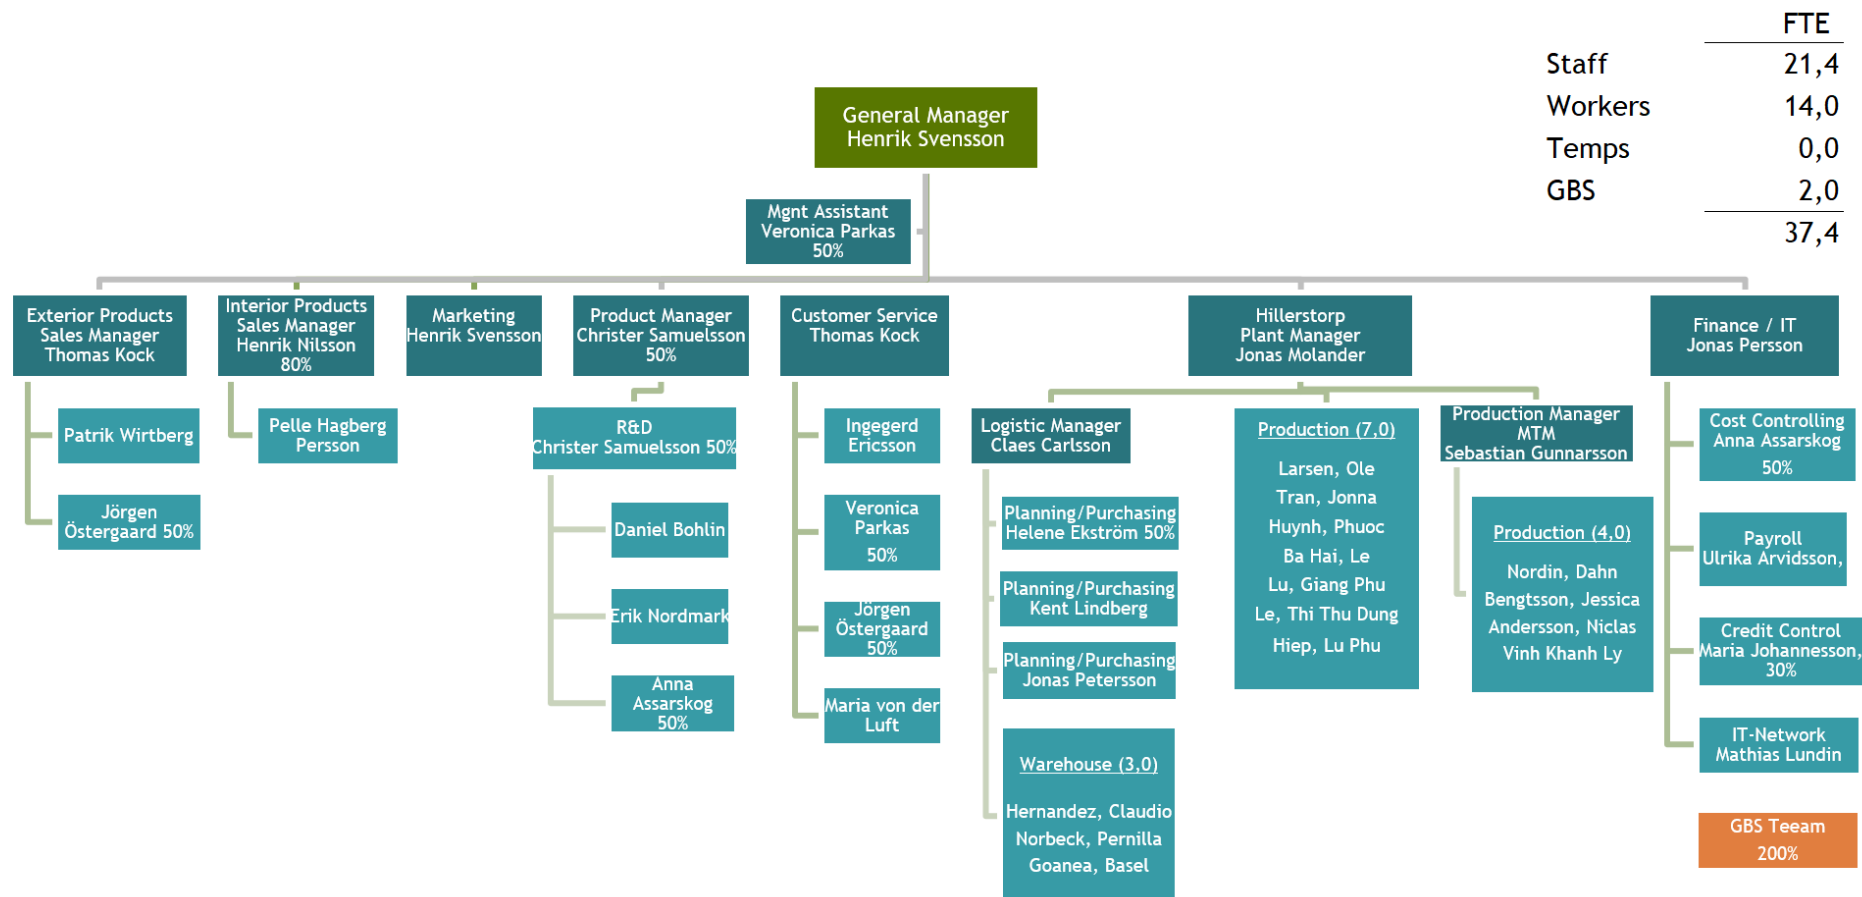 FTE
Staff 21,4
Workers 14,0
Temps 0,0
GBS 2,0
37,4
General Manager
Henrik Svensson
Mgnt Assistant
Veronica Parkas
50%
Exterior Products
Sales Manager
Thomas Kock
Interior Products
Sales Manager
Henrik Nilsson
80%
Marketing
Henrik Svensson
Product Manager
Christer Samuelsson
50%
Customer Service
Thomas Kock
Hillerstorp
Plant Manager
Jonas Molander
Finance / IT
Jonas Persson
Patrik Wirtberg
Jörgen
Östergaard 50%
Pelle Hagberg
Persson
R&D
Christer Samuelsson 50%
Daniel Bohlin
Erik Nordmark
Anna
Assarskog
50%
Ingegerd
Ericsson
Veronica
Parkas
50%
Jörgen
Östergaard
50%
Maria von der
Luft
Logistic Manager
Claes Carlsson
Planning/Purchasing
Helene Ekström 50%
Planning/Purchasing
Kent Lindberg
Planning/Purchasing
Jonas Petersson
Warehouse (3,0)
Hernandez, Claudio
Norbeck, Pernilla
Goanea, Basel
Production (7,0)
Larsen, Ole
Tran, Jonna
Huynh, Phuoc
Ba Hai, Le
Lu, Giang Phu
Le, Thi Thu Dung
Hiep, Lu Phu
Production Manager
MTM
Sebastian Gunnarsson
Production (4,0)
Nordin, Dahn
Bengtsson, Jessica
Andersson, Niclas
Vinh Khanh Ly
Cost Controlling
Anna Assarskog
50%
Payroll
Ulrika Arvidsson,
Credit Control
Maria Johannesson,
30%
IT-Network
Mathias Lundin
GBS Teeam
200%